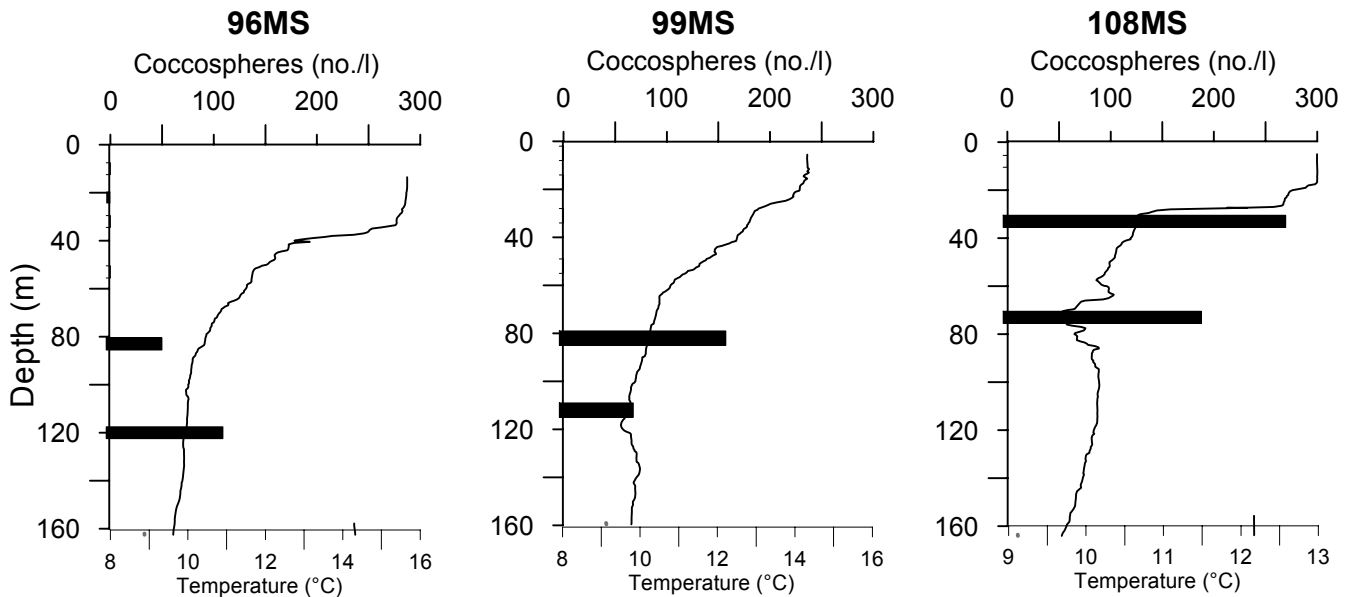 96MS 99MS 108MS
Coccospheres (no./l) Coccospheres (no./l) Coccospheres (no./l)
0 100 200 300 0 100 200 300 0 100 200 300
0 0 0
40 40 40
80 80 80
120 120 120
160 160 160
Depth (m)
8 10 12 14 16 8 10 12 14 16 9 10 11 12 13
Temperature (°C) Temperature (°C) Temperature (°C)